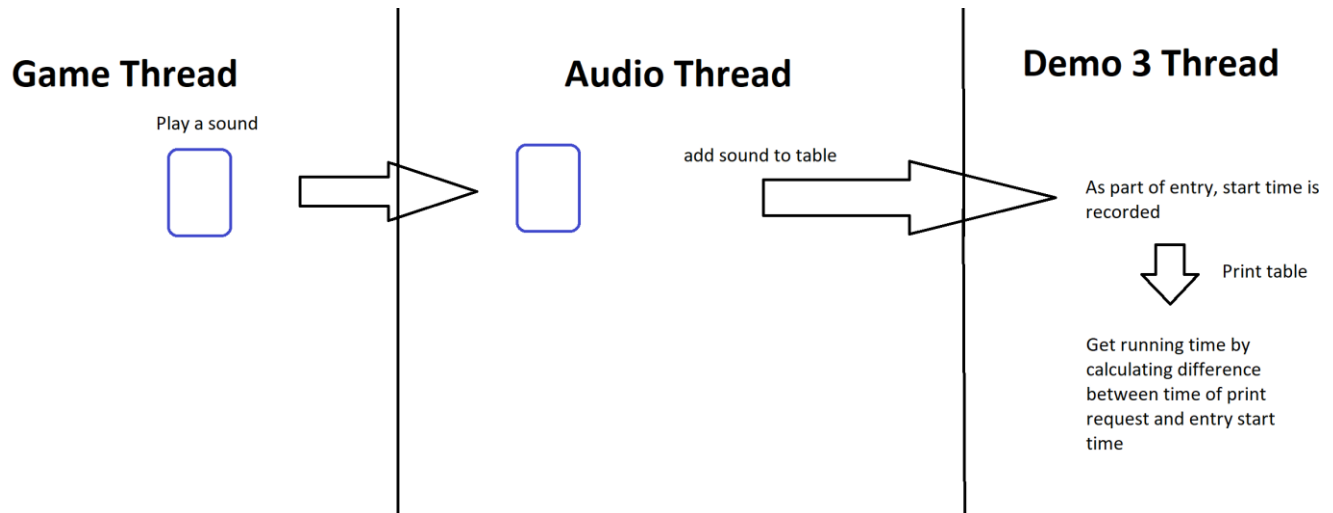 Game Thread
Play a sound
Audio Thread
add sound to table
Demo 3 Thread
As part of entry, start time is
recorded
Print table
Get running time by
calculating difference
between time of print
request and entry start
time